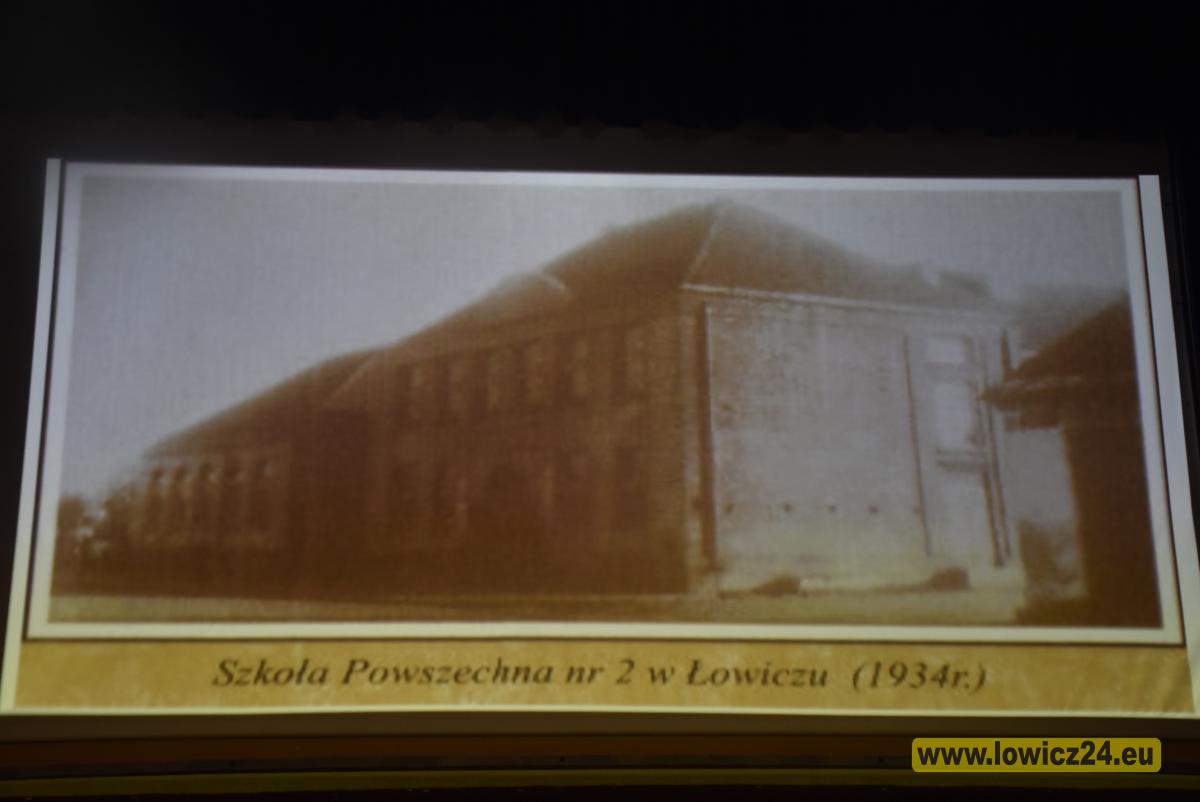 Szkoła Powszechna nr 2 w Łowiczu (1934r.)
www.lowicz24.eu